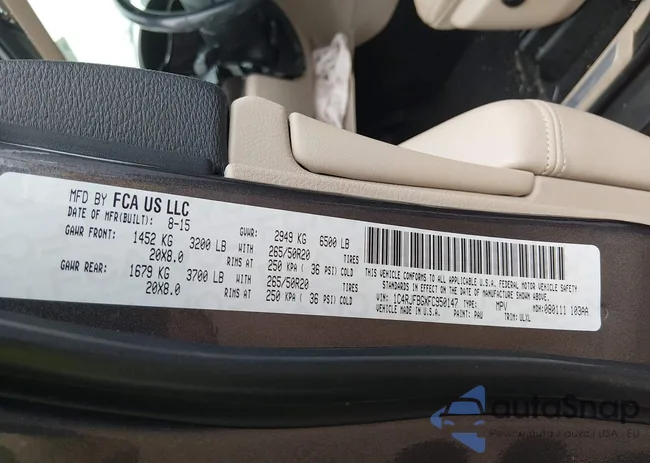 MFD BY FCA US LLC
DATE OF MFR(BUILT): 8-15 GVWR: 2949 KG 6500 LB
GAWR FRONT: 1452 KG 3200 LB WITH 265/50R20
20X8.0 RIMS AT 250 KPA ( 36 PSI) COLD
GAWR REAR: 1679 KG 3700 LB WITH 265/50R20
20X8.0 RIMS AT 250 KPA ( 36 PSI) COLD
THIS VEHICLE CONFORMS TO ALL APPLICABLE U.S.A. FEDERAL MOTOR VEHICLE SAFETY
STANDARDS IN EFFECT ON THE DATE OF MANUFACTURE SHOWN ABOVE.
VIN: 1C4RJFBGXFC950147 TYPE: MPV MDH: 080111 103AA
VEHICLE MADE IN U.S.A. PAINT: PAU TRIM: ULXL
autoSnap